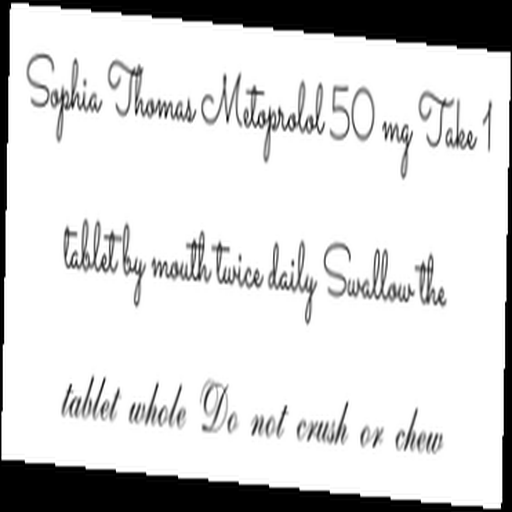 Sophia Thomas Metoprolol 50 mg Take 1
tablet by mouth twice daily Swallow the
tablet whole Do not crush or chew